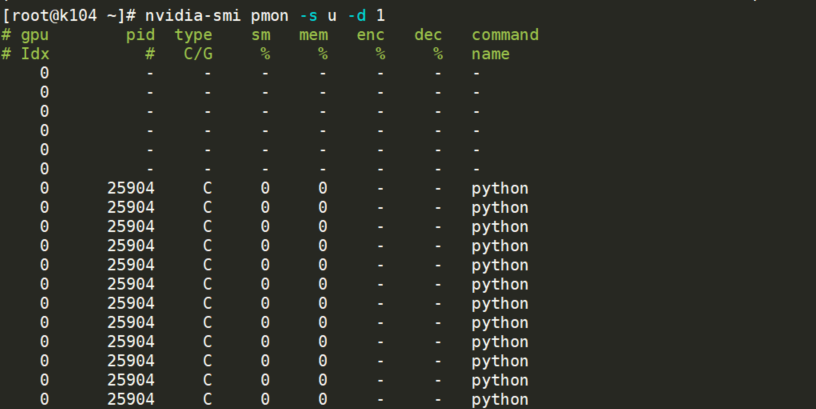 [root@k104 ~]# nvidia-smi pmon -s u -d 1
# gpu        pid  type    sm   mem   enc   dec   command
# Idx          #   C/G     %     %     %     %   name
    0          -     -     -     -     -     -   -
    0          -     -     -     -     -     -   -
    0          -     -     -     -     -     -   -
    0          -     -     -     -     -     -   -
    0          -     -     -     -     -     -   -
    0          -     -     -     -     -     -   -
    0      25904     C     0     0     -     -   python
    0      25904     C     0     0     -     -   python
    0      25904     C     0     0     -     -   python
    0      25904     C     0     0     -     -   python
    0      25904     C     0     0     -     -   python
    0      25904     C     0     0     -     -   python
    0      25904     C     0     0     -     -   python
    0      25904     C     0     0     -     -   python
    0      25904     C     0     0     -     -   python
    0      25904     C     0     0     -     -   python
    0      25904     C     0     0     -     -   python
    0      25904     C     0     0     -     -   python